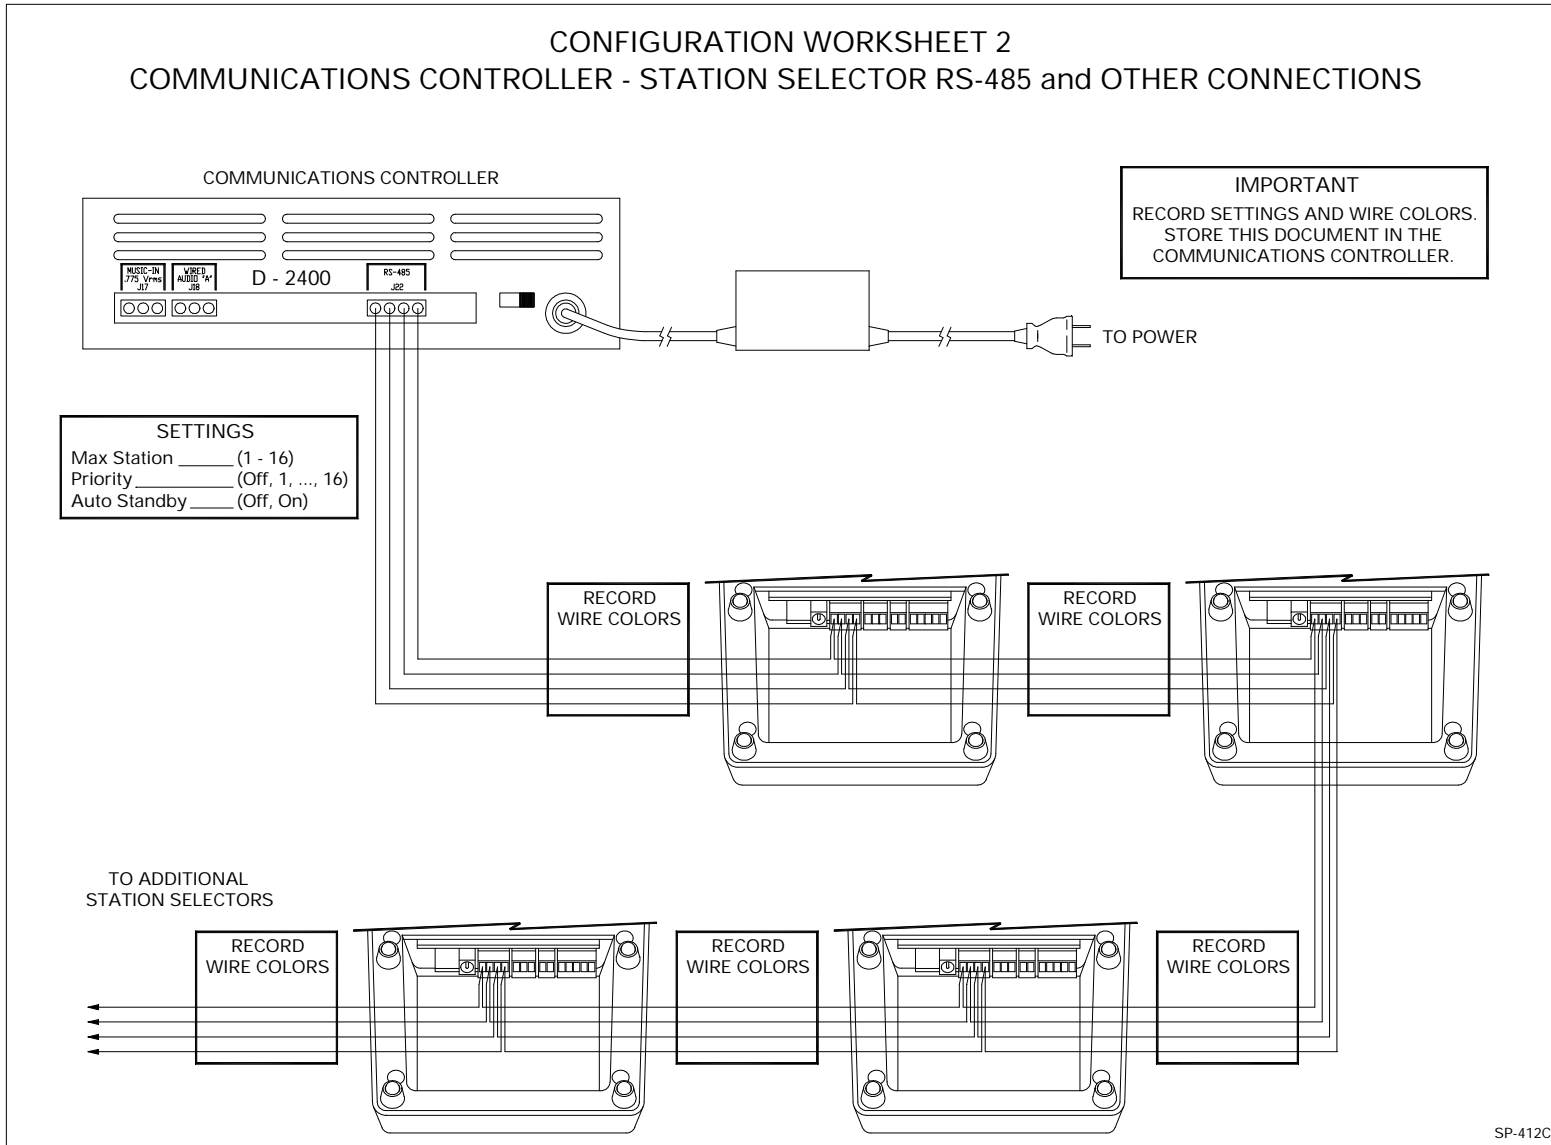 CONFIGURATION WORKSHEET 2
COMMUNICATIONS CONTROLLER - STATION SELECTOR RS-485 and OTHER CONNECTIONS
COMMUNICATIONS CONTROLLER
IMPORTANT
RECORD SETTINGS AND WIRE COLORS.
STORE THIS DOCUMENT IN THE
COMMUNICATIONS CONTROLLER.
MUSIC-IN
.775 Vrms
J17
WIRED
AUDIO "A"
J18
D - 2400
RS-485
J22
TO POWER
SETTINGS
Max Station ______ (1 - 16)
Priority ___________ (Off, 1, ..., 16)
Auto Standby _____ (Off, On)
RECORD
WIRE COLORS
RECORD
WIRE COLORS
TO ADDITIONAL
STATION SELECTORS
RECORD
WIRE COLORS
RECORD
WIRE COLORS
RECORD
WIRE COLORS
SP-412C